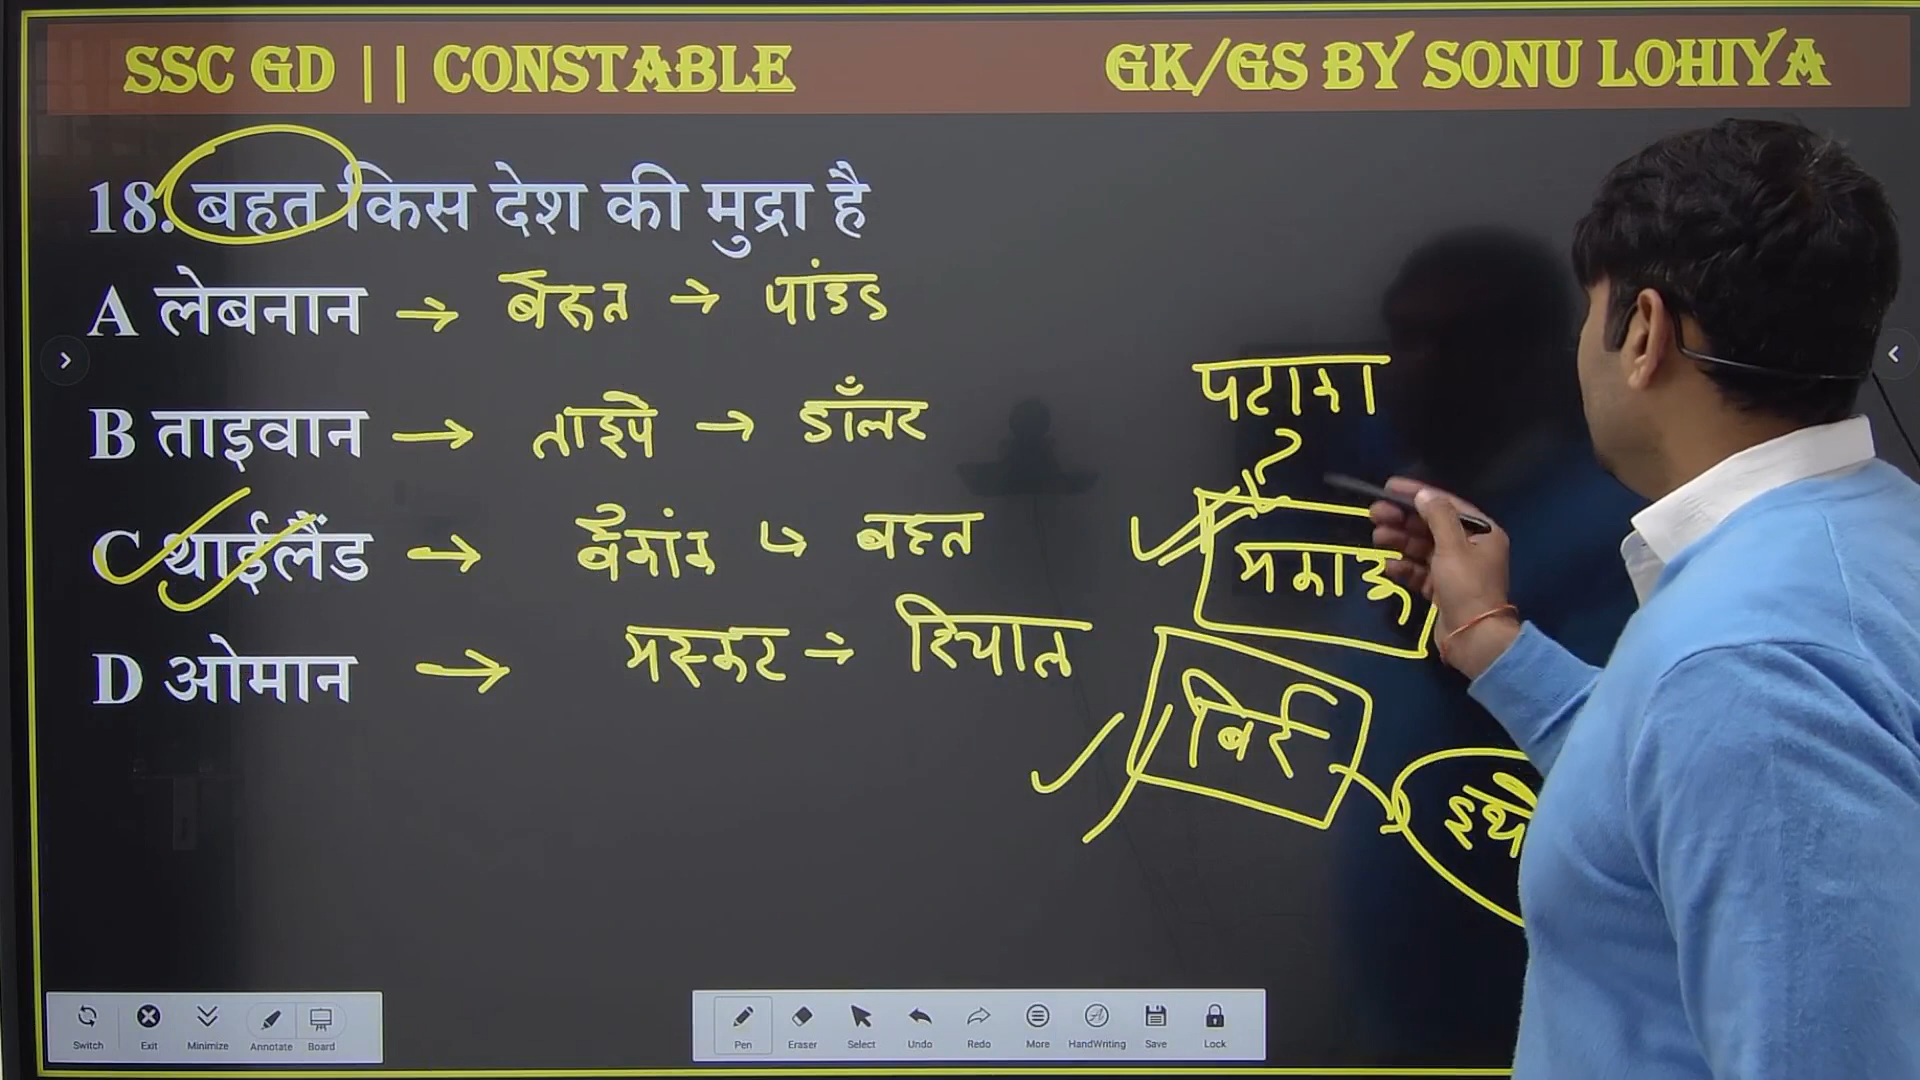 SSC GD || CONSTABLE GK/GS BY SONU LOHIYA
18. बहत किस देश की मुद्रा है
A लेबनान → बेरुत → पांडड
B ताइवान → ताइपे → डॉलर
C थाईलैंड → बैंकांक → बहत
D ओमान → मस्कट → रियाल
पटाका
मकाऊ
बिर्र
Switch Exit Minimize Annotate Board
Pen Eraser Select Undo Redo More HandWriting Save Lock